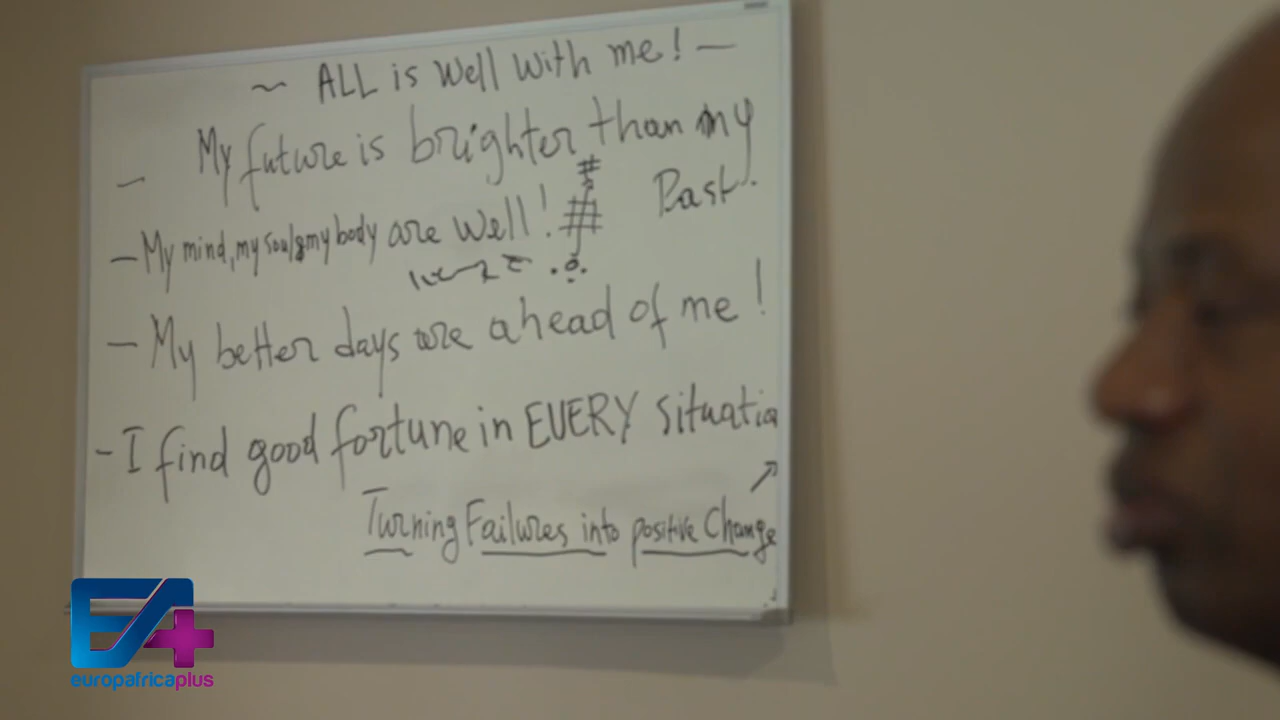 ~ ALL is Well With me! —
— My future is brighter than my Past.
— My mind, my soul & my body are Well!
— My better days are ahead of me!
- I find good fortune in EVERY situatio
Turning Failures into positive Change
E4+
europafricaplus